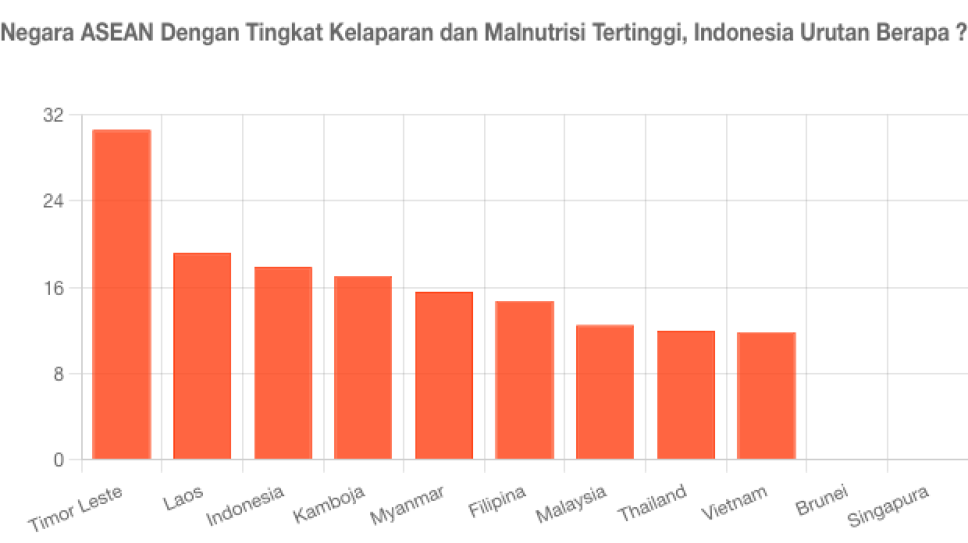 Negara ASEAN Dengan Tingkat Kelaparan dan Malnutrisi Tertinggi, Indonesia Urutan Berapa ?
32
24
16
8
0
Timor Leste
Laos
Indonesia
Kamboja
Myanmar
Filipina
Malaysia
Thailand
Vietnam
Brunei
Singapura